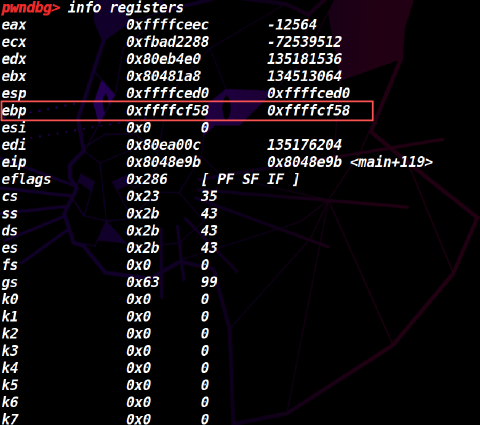 pwndbg> info registers
eax 0xffffceec -12564
ecx 0xfbad2288 -72539512
edx 0x80eb4e0 135181536
ebx 0x80481a8 134513064
esp 0xffffced0 0xffffced0
ebp 0xffffcf58 0xffffcf58
esi 0x0 0
edi 0x80ea00c 135176204
eip 0x8048e9b 0x8048e9b <main+119>
eflags 0x286 [ PF SF IF ]
cs 0x23 35
ss 0x2b 43
ds 0x2b 43
es 0x2b 43
fs 0x0 0
gs 0x63 99
k0 0x0 0
k1 0x0 0
k2 0x0 0
k3 0x0 0
k4 0x0 0
k5 0x0 0
k6 0x0 0
k7 0x0 0